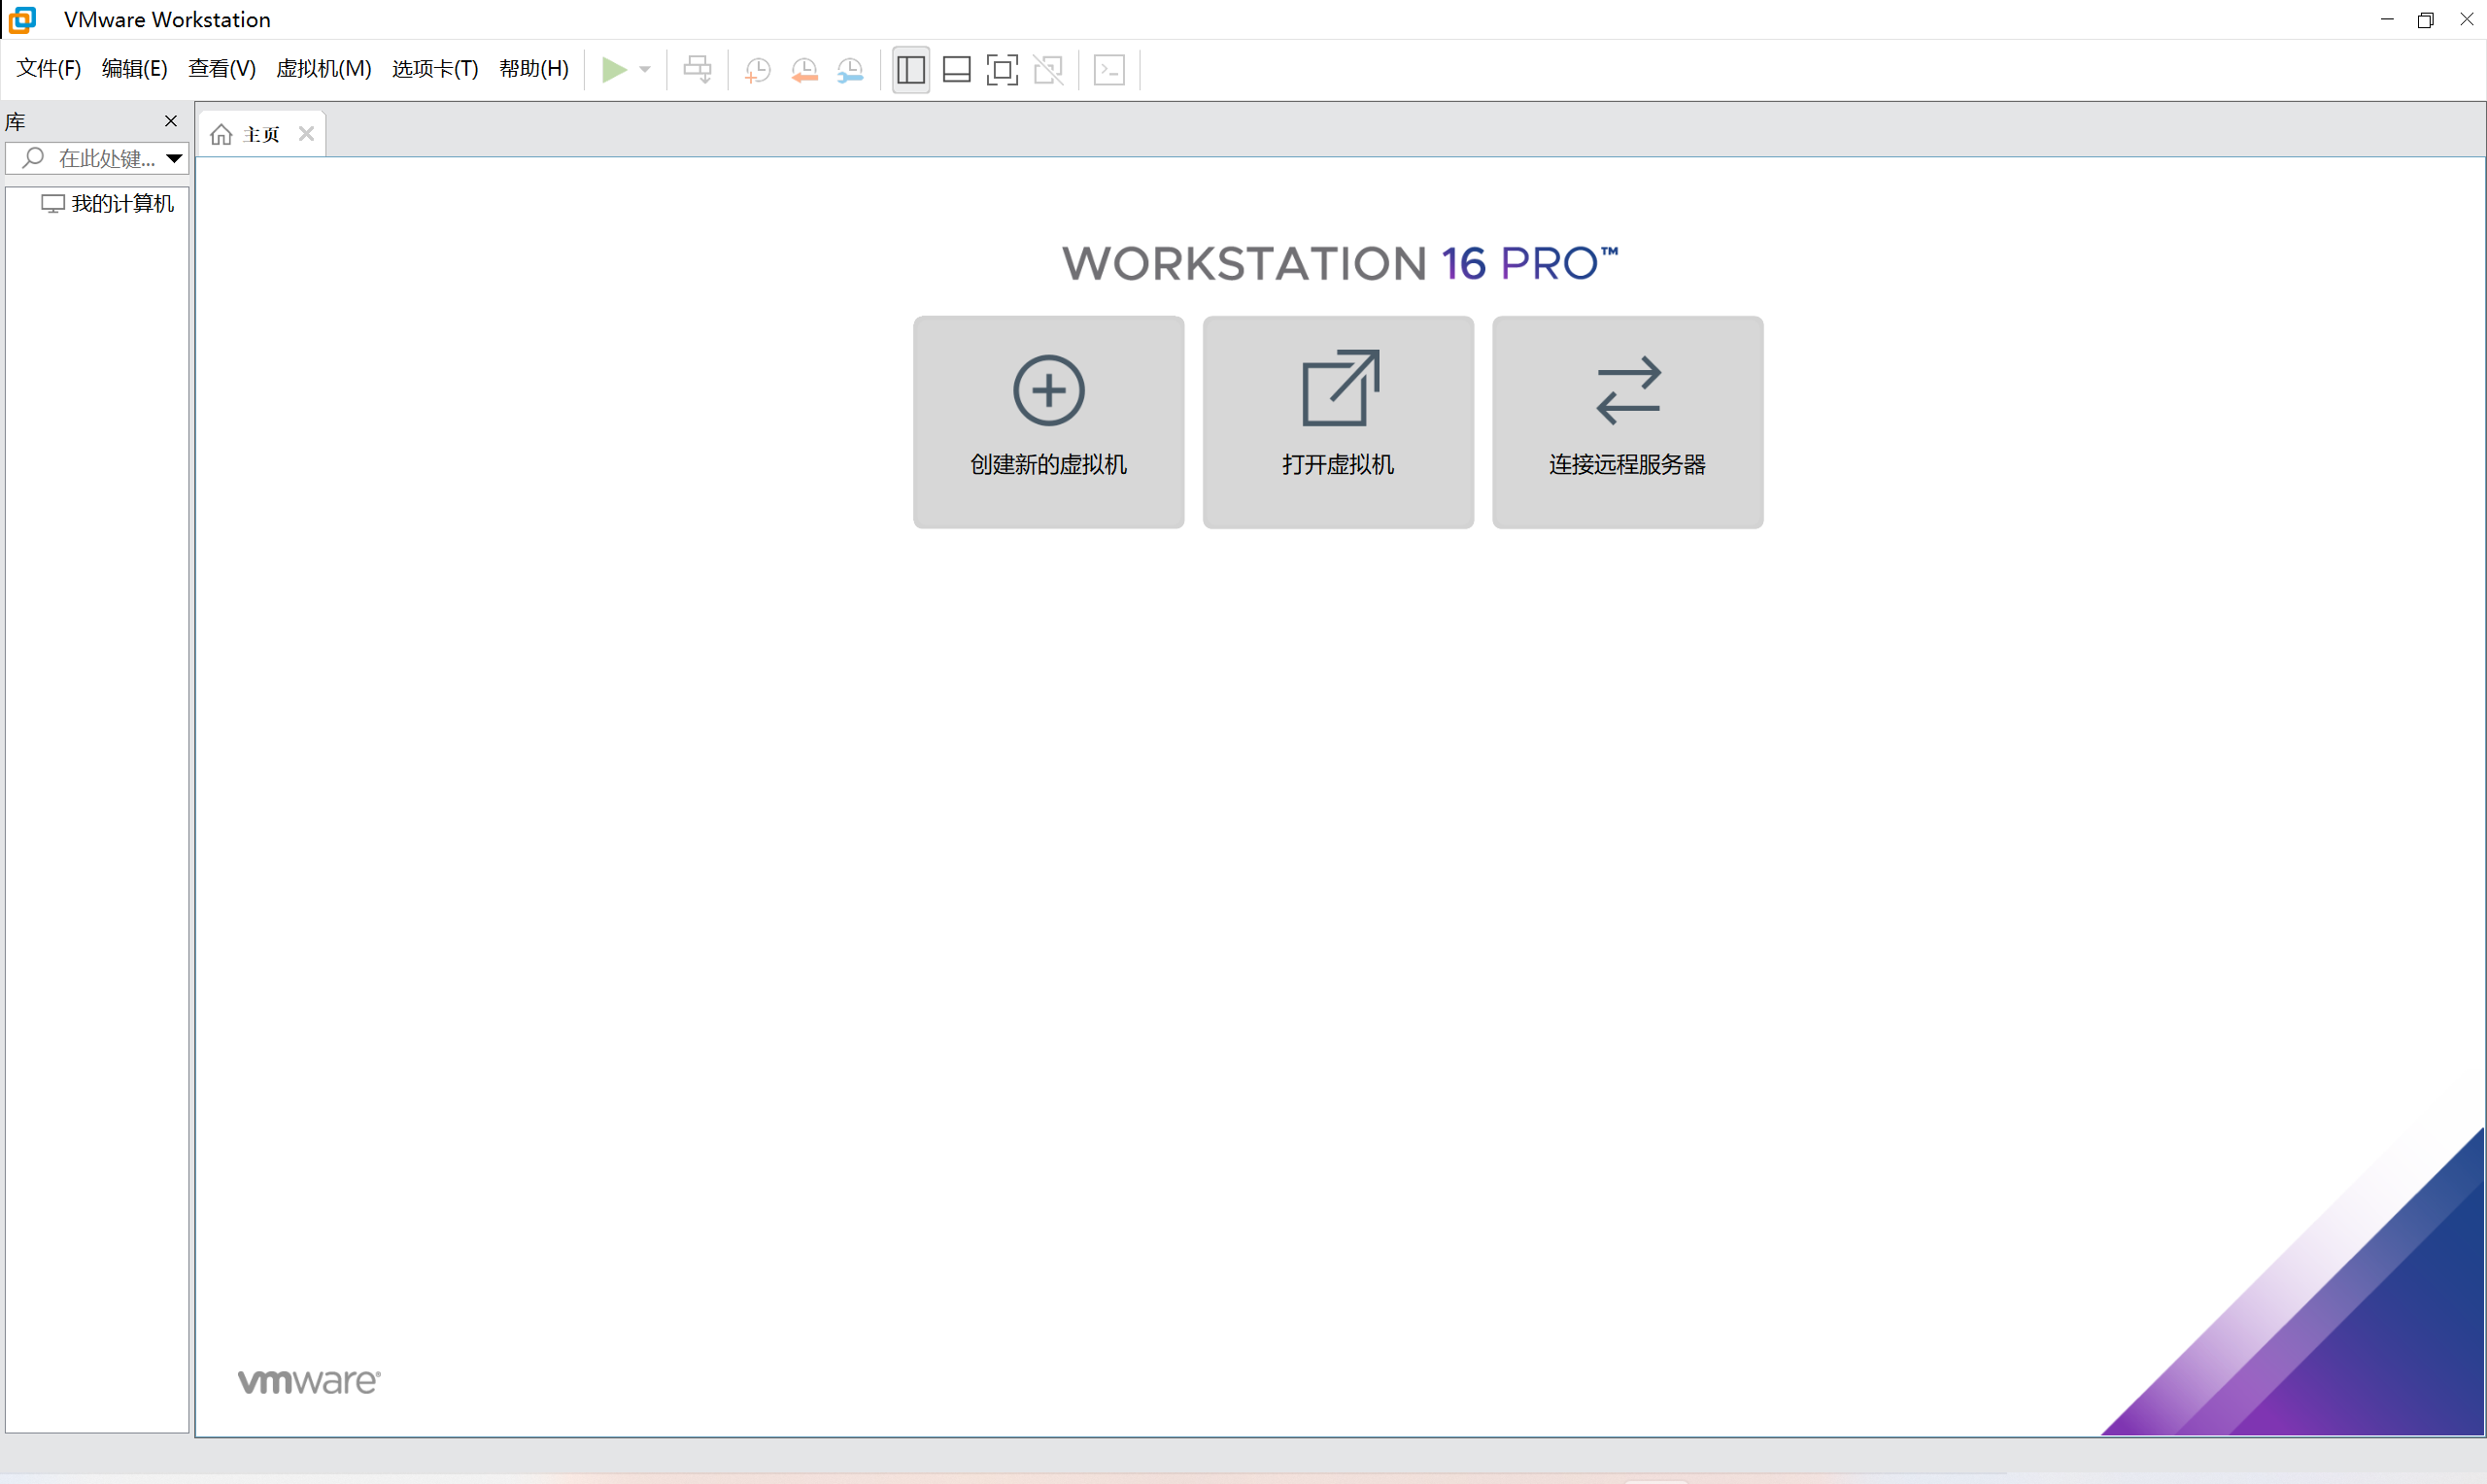 VMware Workstation
文件(F) 编辑(E) 查看(V) 虚拟机(M) 选项卡(T) 帮助(H)
库
主页
在此处键...
我的计算机
WORKSTATION 16 PRO™
创建新的虚拟机
打开虚拟机
连接远程服务器
vmware®